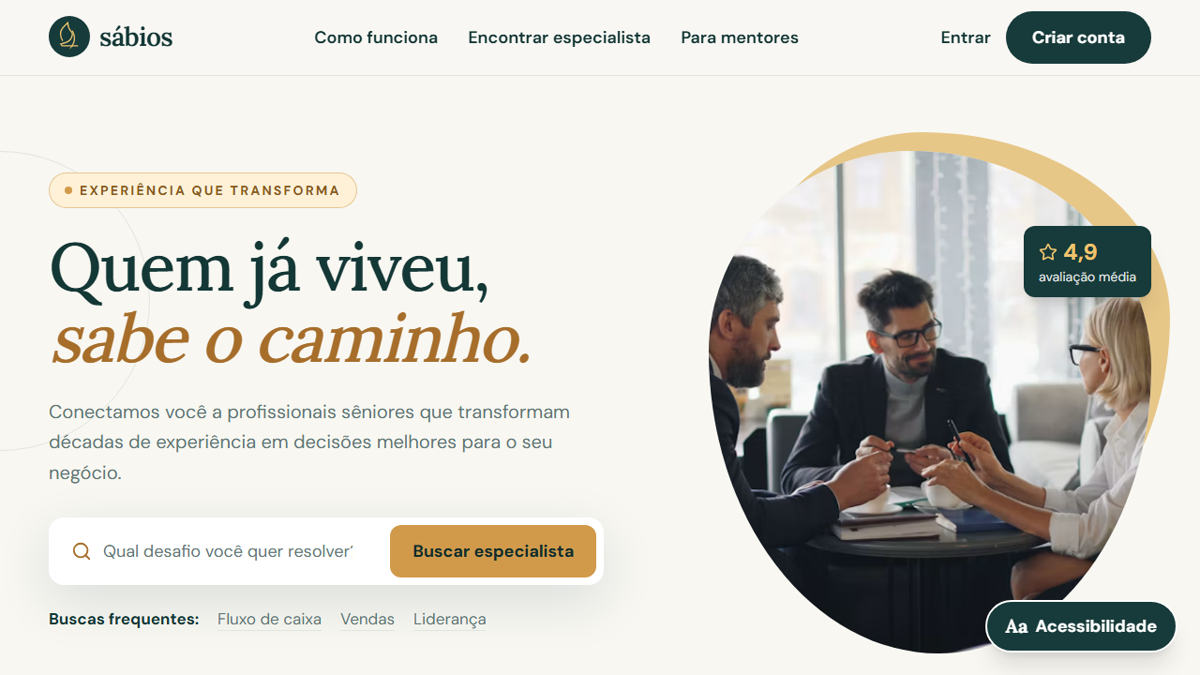 sábios
Como funciona
Encontrar especialista
Para mentores
Entrar
Criar conta
EXPERIÊNCIA QUE TRANSFORMA
Quem já viveu,
sabe o caminho.
Conectamos você a profissionais sêniores que transformam
décadas de experiência em decisões melhores para o seu
negócio.
Qual desafio você quer resolver
Buscar especialista
Buscas frequentes: Fluxo de caixa Vendas Liderança
4,9
avaliação média
Aa Acessibilidade